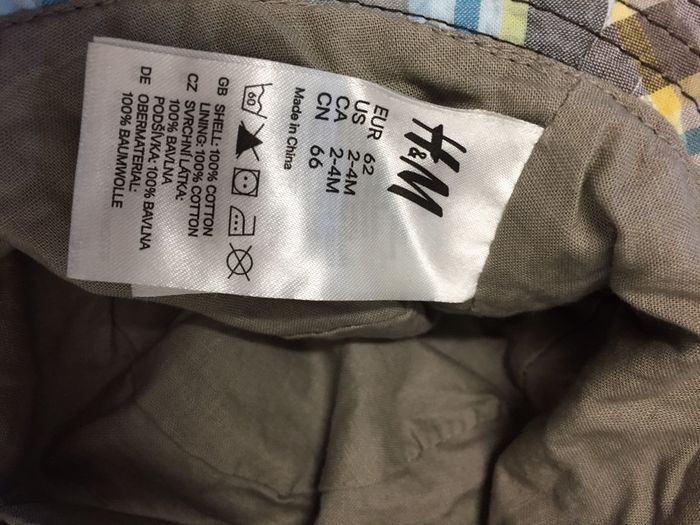 H&M
EUR 62
US 2-4M
CA 2-4M
CN 66
Made in China
60
GB SHELL: 100% COTTON
LINING: 100% COTTON
CZ SVRCHNÍ LÁTKA:
100% BAVLNA
PODŠÍVKA: 100% BAVLNA
DE OBERMATERIAL:
100% BAUMWOLLE